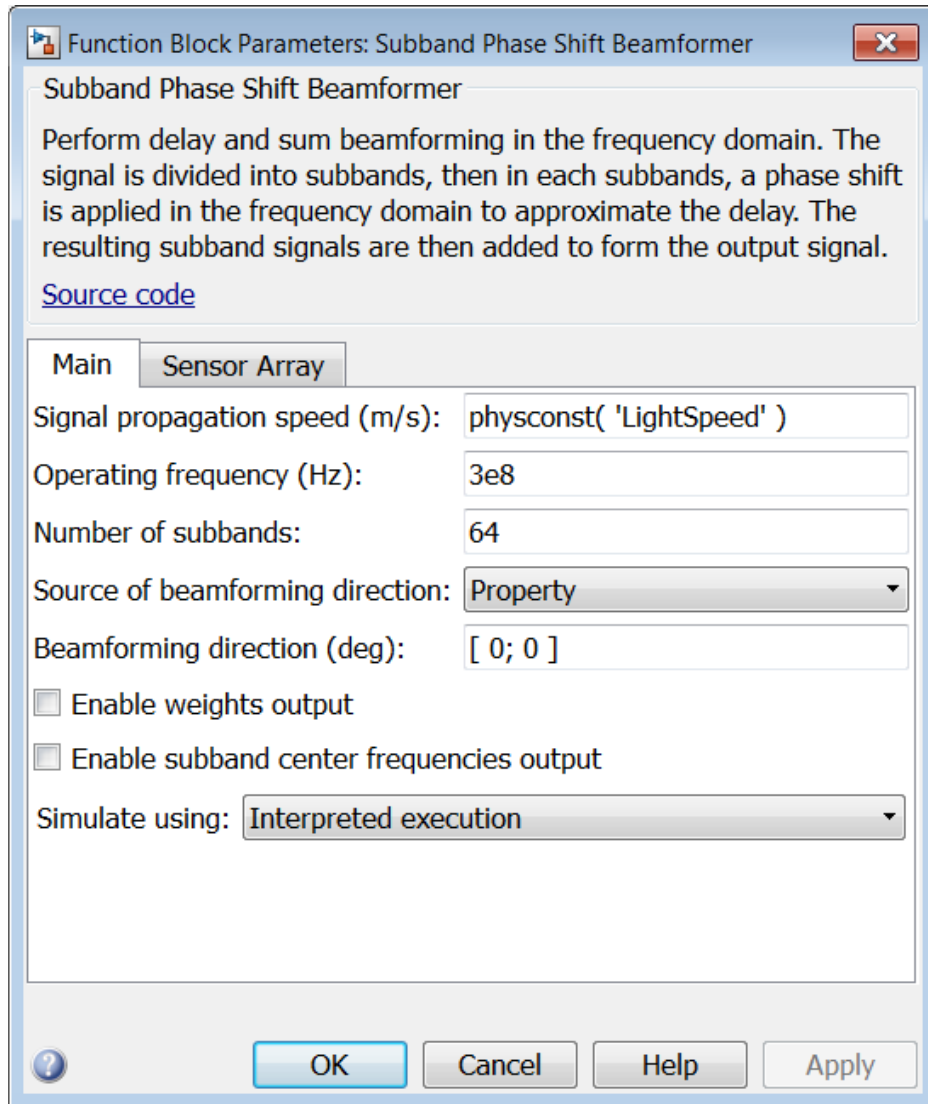 Function Block Parameters: Subband Phase Shift Beamformer
Subband Phase Shift Beamformer
Perform delay and sum beamforming in the frequency domain. The
signal is divided into subbands, then in each subbands, a phase shift
is applied in the frequency domain to approximate the delay. The
resulting subband signals are then added to form the output signal.
Source code
Main Sensor Array
Signal propagation speed (m/s): physconst( 'LightSpeed' )
Operating frequency (Hz): 3e8
Number of subbands: 64
Source of beamforming direction: Property
Beamforming direction (deg): [ 0; 0 ]
Enable weights output
Enable subband center frequencies output
Simulate using: Interpreted execution
? OK Cancel Help Apply